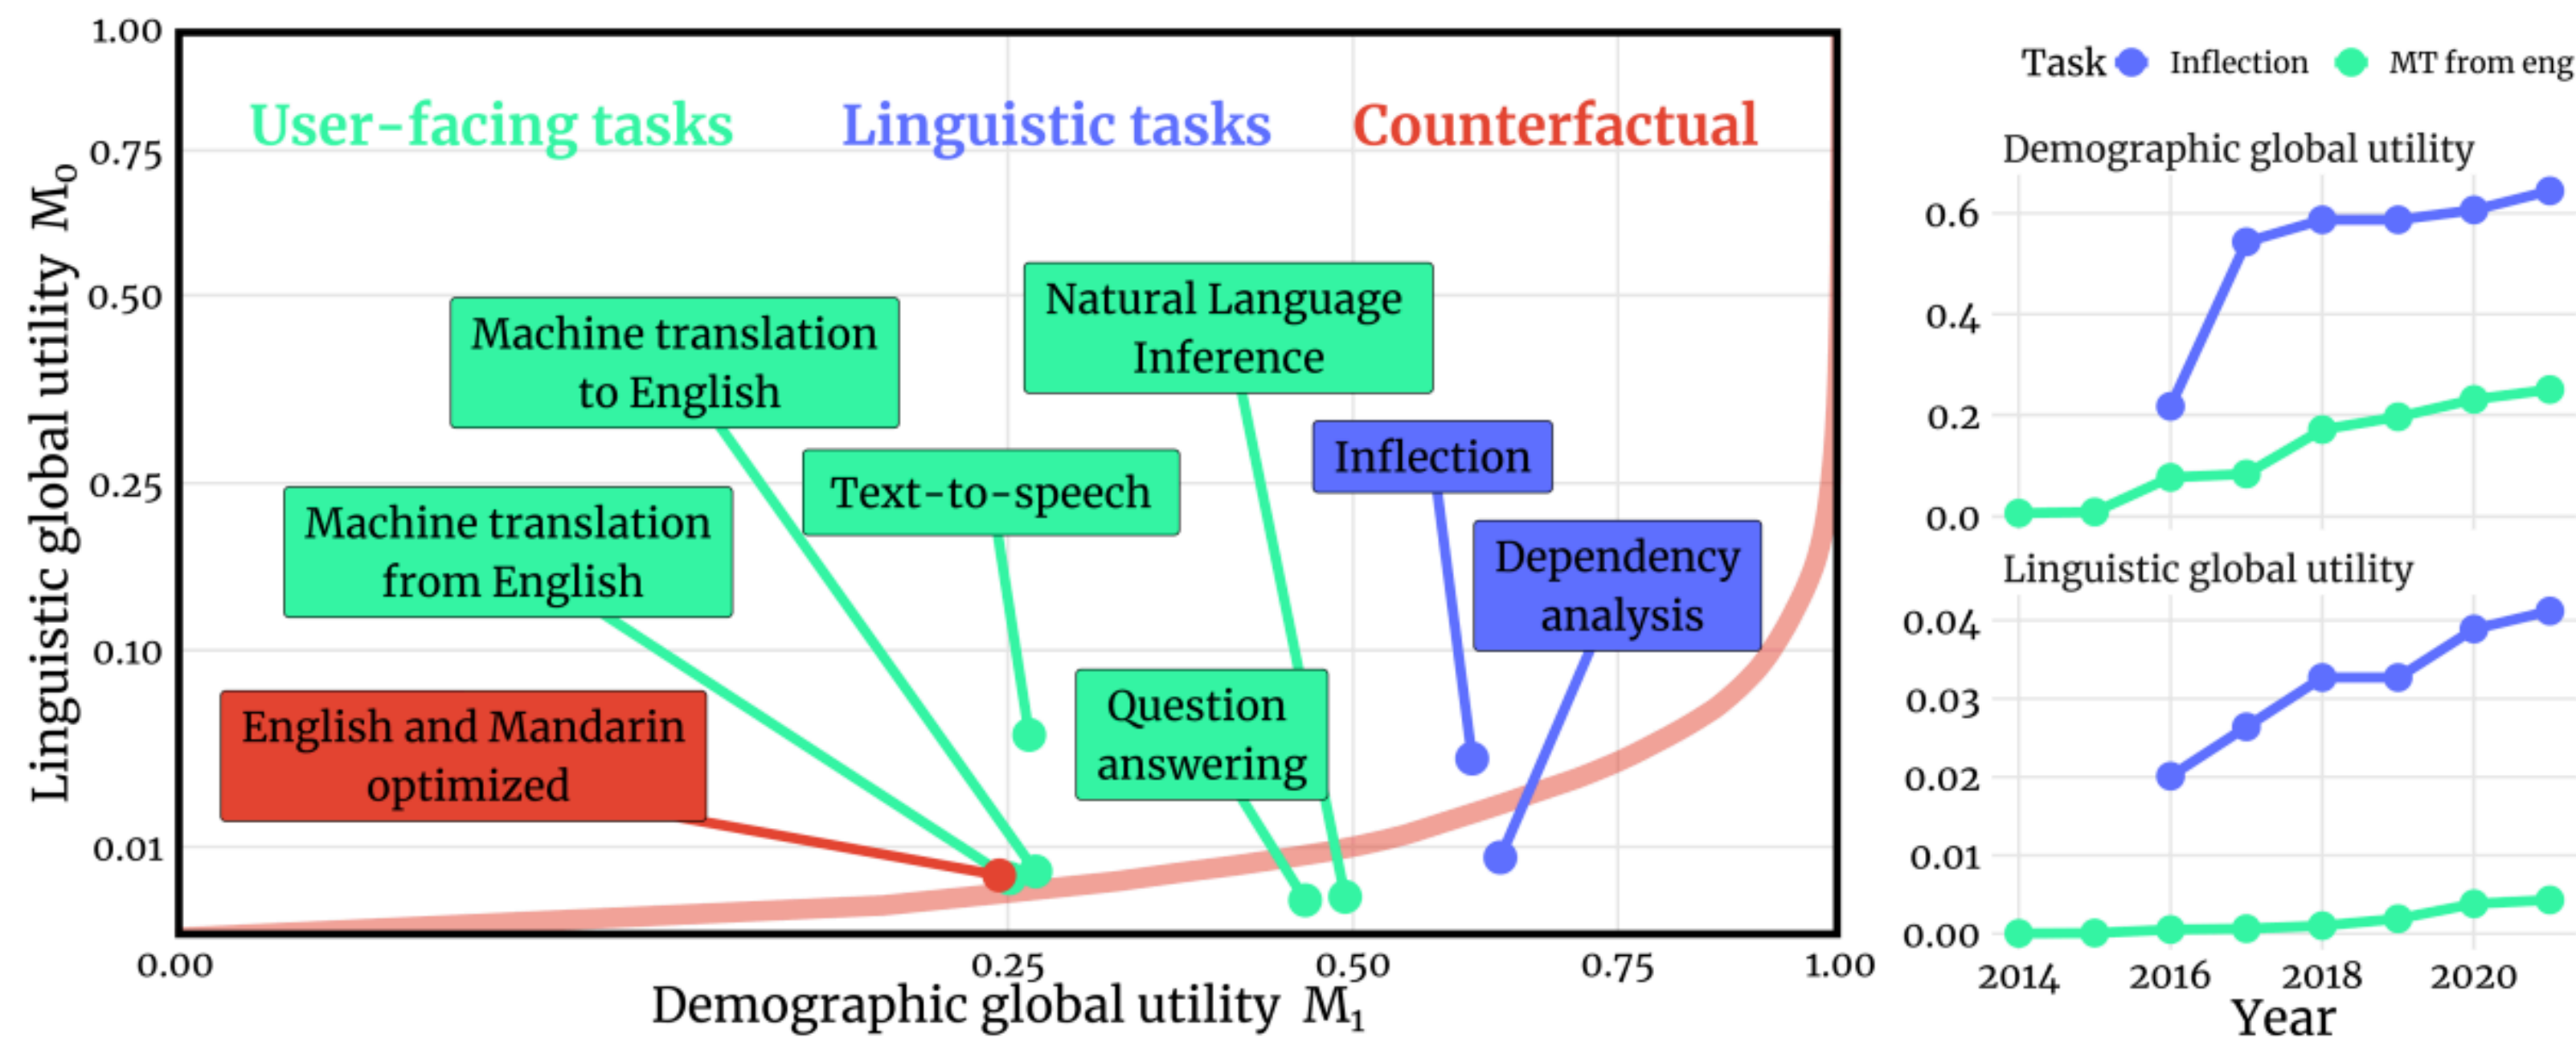 1.00
0.75
0.50
0.25
0.10
0.01
Linguistic global utility M₀
User-facing tasks
Linguistic tasks
Counterfactual
Natural Language
Inference
Machine translation
to English
Inflection
Text-to-speech
Machine translation
from English
Dependency
analysis
Question
answering
English and Mandarin
optimized
0.00
0.25
0.50
0.75
1.00
Demographic global utility M₁
Task Inflection MT from eng
Demographic global utility
0.6
0.4
0.2
0.0
Linguistic global utility
0.04
0.03
0.02
0.01
0.00
2014
2016
2018
2020
Year